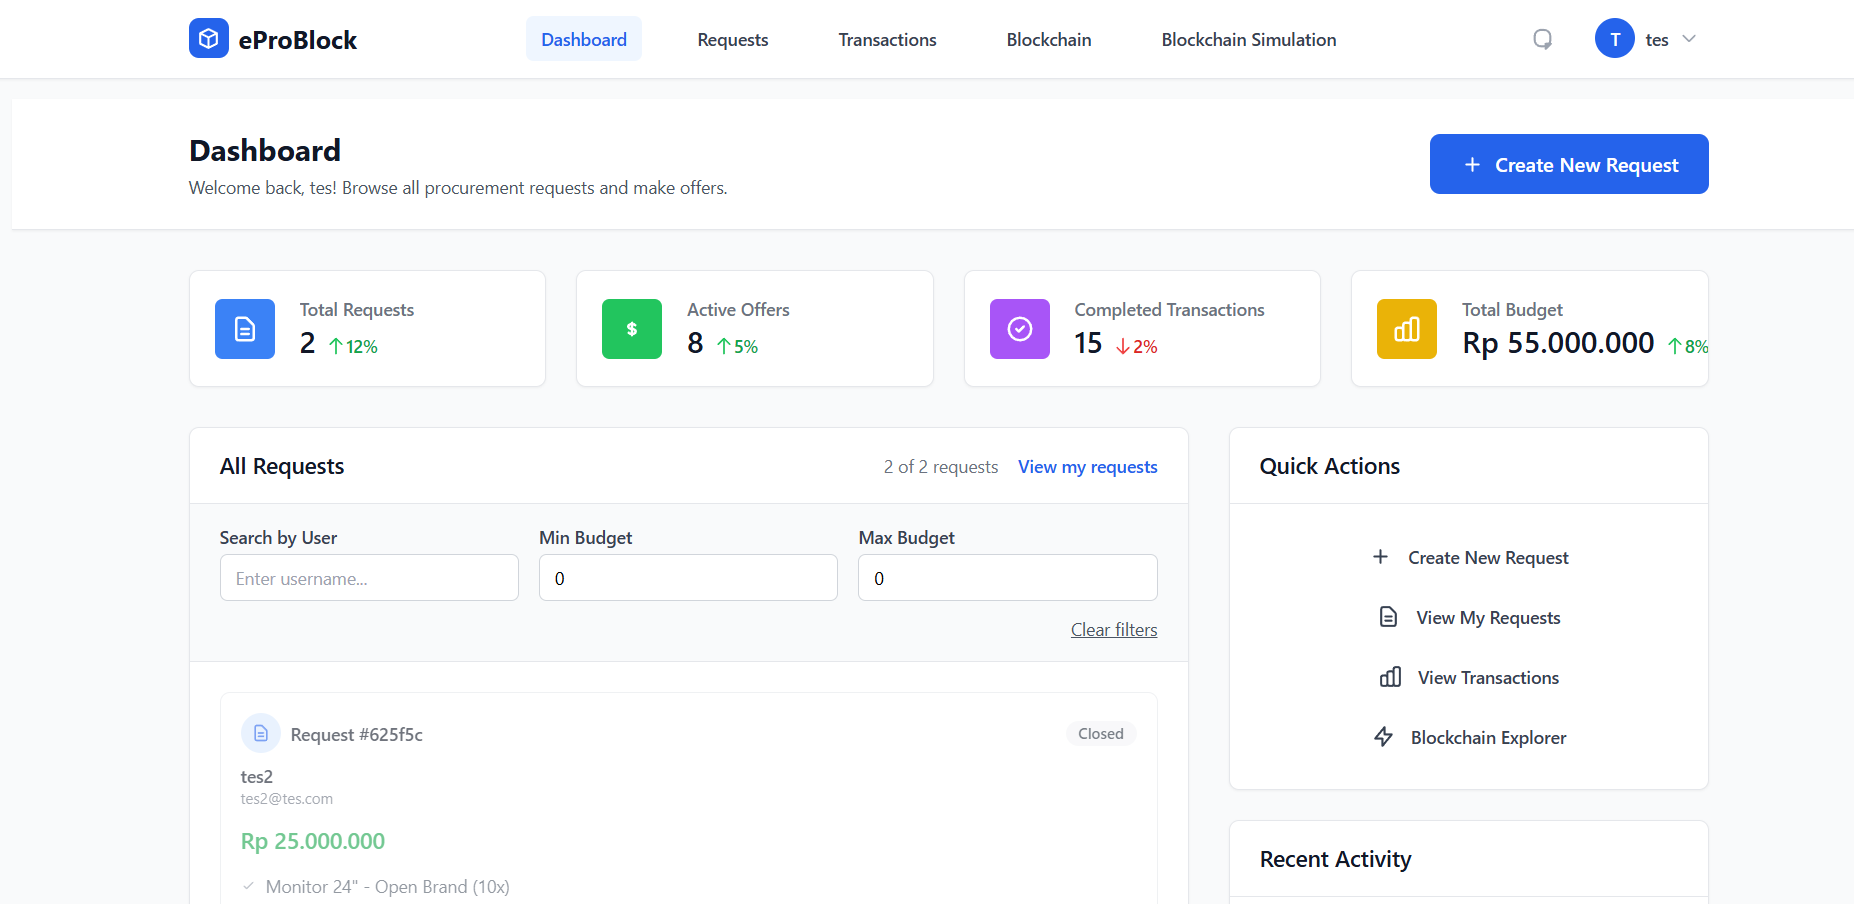 eProBlock
Dashboard
Requests
Transactions
Blockchain
Blockchain Simulation
T
tes
Dashboard
Welcome back, tes! Browse all procurement requests and make offers.
Create New Request
Total Requests
2 12%
Active Offers
$
8 5%
Completed Transactions
15 2%
Total Budget
Rp 55.000.000 8%
All Requests
2 of 2 requests
View my requests
Search by User
Min Budget
Max Budget
Enter username...
0
0
Clear filters
Request #625f5c
Closed
tes2
tes2@tes.com
Rp 25.000.000
Monitor 24" - Open Brand (10x)
Quick Actions
Create New Request
View My Requests
View Transactions
Blockchain Explorer
Recent Activity